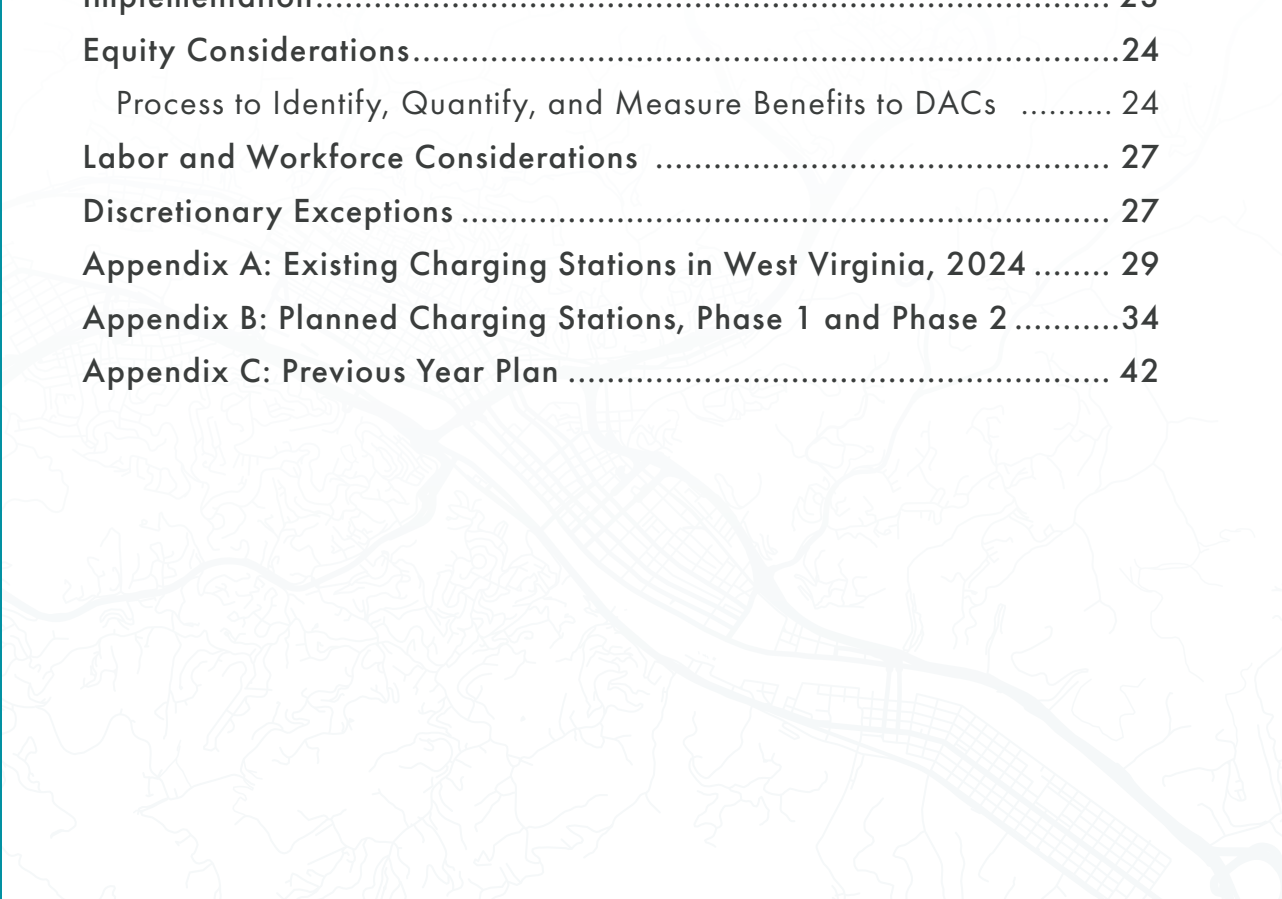 Implementation.................................................................................. 23
Equity Considerations.........................................................................24
Process to Identify, Quantify, and Measure Benefits to DACs .......... 24
Labor and Workforce Considerations ............................................... 27
Discretionary Exceptions ................................................................... 27
Appendix A: Existing Charging Stations in West Virginia, 2024 ........ 29
Appendix B: Planned Charging Stations, Phase 1 and Phase 2 ...........34
Appendix C: Previous Year Plan ........................................................ 42